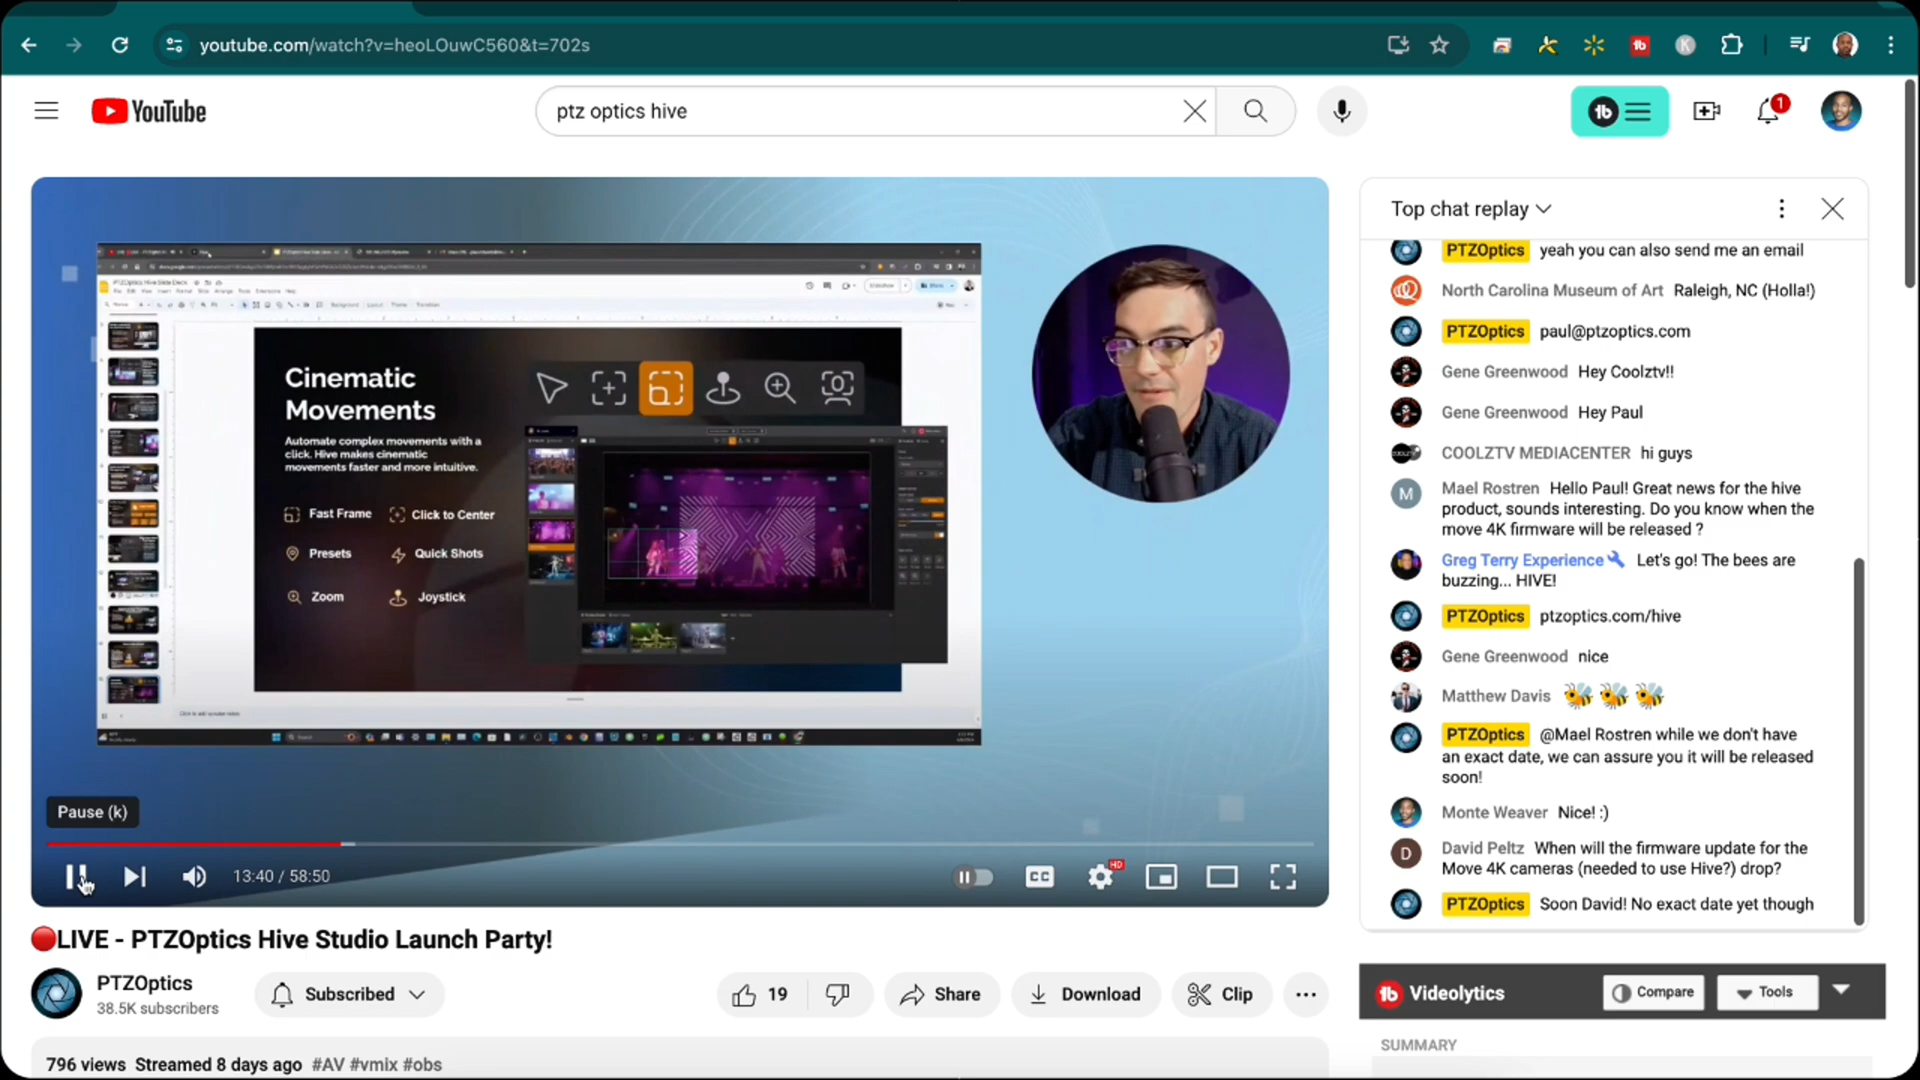 youtube.com/watch?v=heoLOuwC560&t=702s
YouTube
ptz optics hive
1
Cinematic
Movements
Automate complex movements with a
click. Hive makes cinematic
movements faster and more intuitive.
Fast Frame
Click to Center
Presets
Quick Shots
Zoom
Joystick
Pause (k)
13:40 / 58:50
CC
HD
🔴LIVE - PTZOptics Hive Studio Launch Party!
PTZOptics
38.5K subscribers
Subscribed
19
Share
Download
Clip
796 views Streamed 8 days ago #AV #vmix #obs
Top chat replay
PTZOptics yeah you can also send me an email
North Carolina Museum of Art Raleigh, NC (Holla!)
PTZOptics paul@ptzoptics.com
Gene Greenwood Hey Coolztv!!
Gene Greenwood Hey Paul
COOLZTV MEDIACENTER hi guys
M
Mael Rostren Hello Paul! Great news for the hive
product, sounds interesting. Do you know when the
move 4K firmware will be released ?
Greg Terry Experience Let's go! The bees are
buzzing... HIVE!
PTZOptics ptzoptics.com/hive
Gene Greenwood nice
Matthew Davis 🐝 🐝 🐝
PTZOptics @Mael Rostren while we don't have
an exact date, we can assure you it will be released
soon!
Monte Weaver Nice! :)
D
David Peltz When will the firmware update for the
Move 4K cameras (needed to use Hive?) drop?
PTZOptics Soon David! No exact date yet though
Videolytics
Compare
Tools
SUMMARY